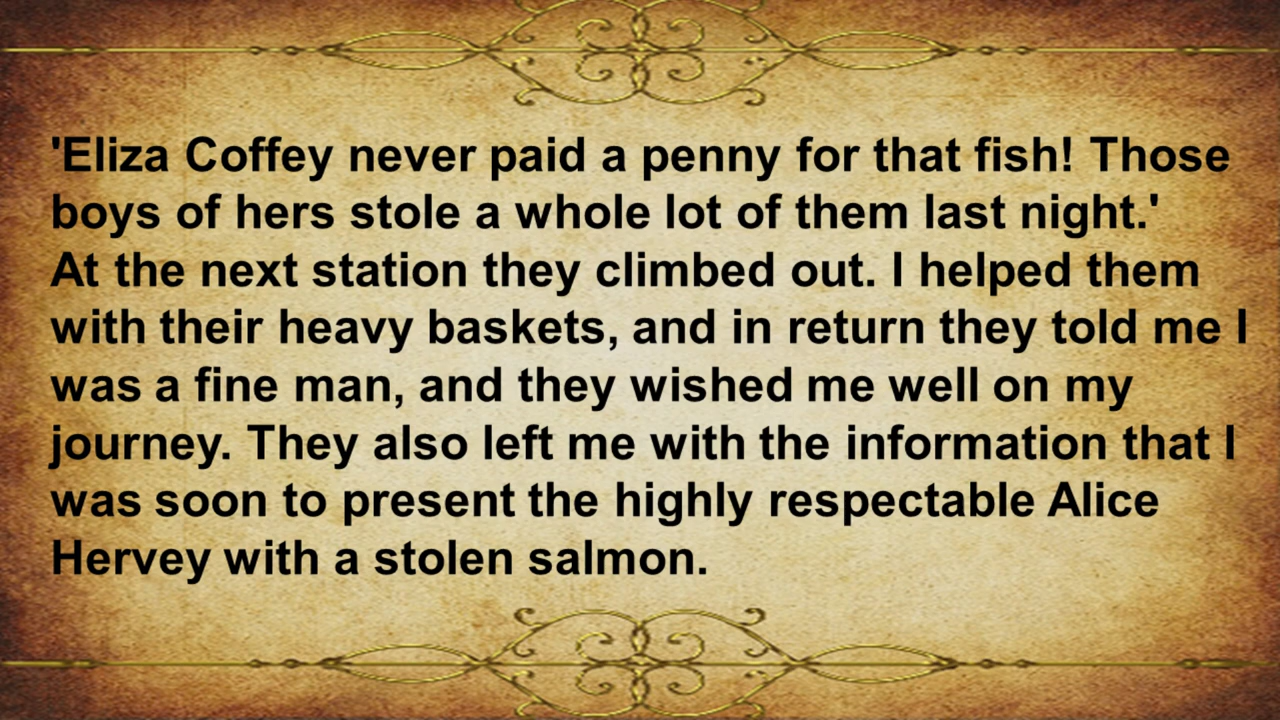 'Eliza Coffey never paid a penny for that fish! Those
boys of hers stole a whole lot of them last night.'
At the next station they climbed out. I helped them
with their heavy baskets, and in return they told me I
was a fine man, and they wished me well on my
journey. They also left me with the information that I
was soon to present the highly respectable Alice
Hervey with a stolen salmon.